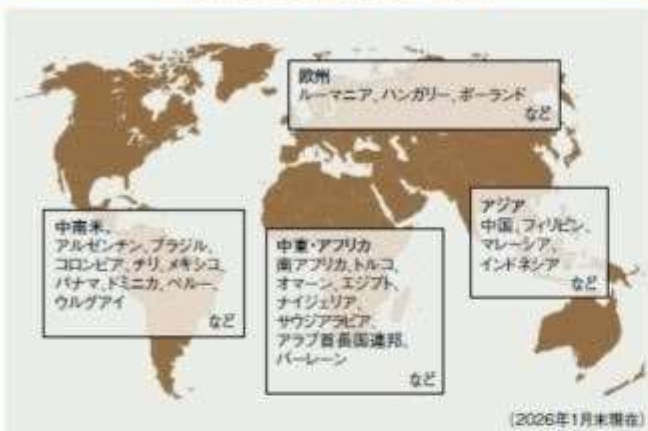 欧州
ルーマニア、ハンガリー、ポーランド
など
中南米、
アルゼンチン、ブラジル、
コロンビア、チリ、メキシコ、
パナマ、ドミニカ、ペルー、
ウルグアイ
など
中東・アフリカ
南アフリカ、トルコ、
オマーン、エジプト、
ナイジェリア、
サウジアラビア、
アラブ首長国連邦、
バーレーン
など
アジア
中国、フィリピン、
マレーシア、
インドネシア
など
(2026年1月末現在)